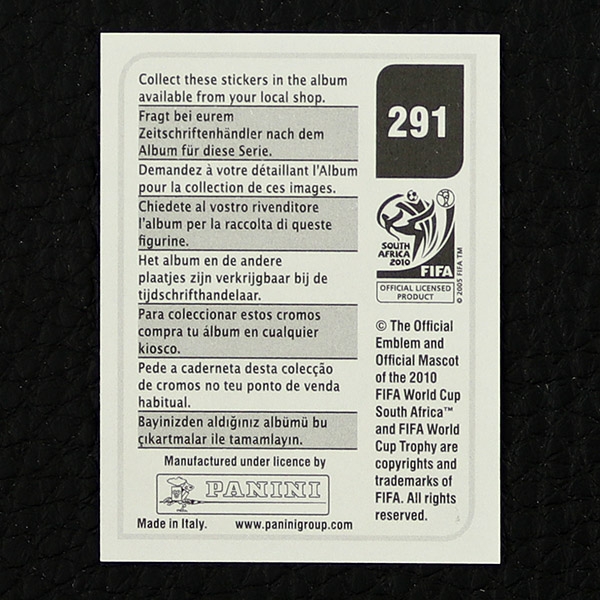 Collect these stickers in the album
available from your local shop.
Fragt bei eurem
Zeitschriftenhändler nach dem
Album für diese Serie.
Demandez à votre détaillant l'Album
pour la collection de ces images.
Chiedete al vostro rivenditore
l'album per la raccolta di queste
figurine.
Het album en de andere
plaatjes zijn verkrijgbaar bij de
tijdschrifthandelaar.
Para coleccionar estos cromos
compra tu álbum en cualquier
kiosco.
Pede a caderneta desta colecção
de cromos no teu ponto de venda
habitual.
Bayinizden aldığınız albümü bu
çıkartmalar ile tamamlayın.
Manufactured under licence by
PANINI
Made in Italy. www.paninigroup.com
291
SOUTH
AFRICA
2010
FIFA
OFFICIAL LICENSED
PRODUCT
© 2005 FIFA TM
© The Official
Emblem and
Official Mascot
of the 2010
FIFA World Cup
South Africa™
and FIFA World
Cup Trophy are
copyrights and
trademarks of
FIFA. All rights
reserved.